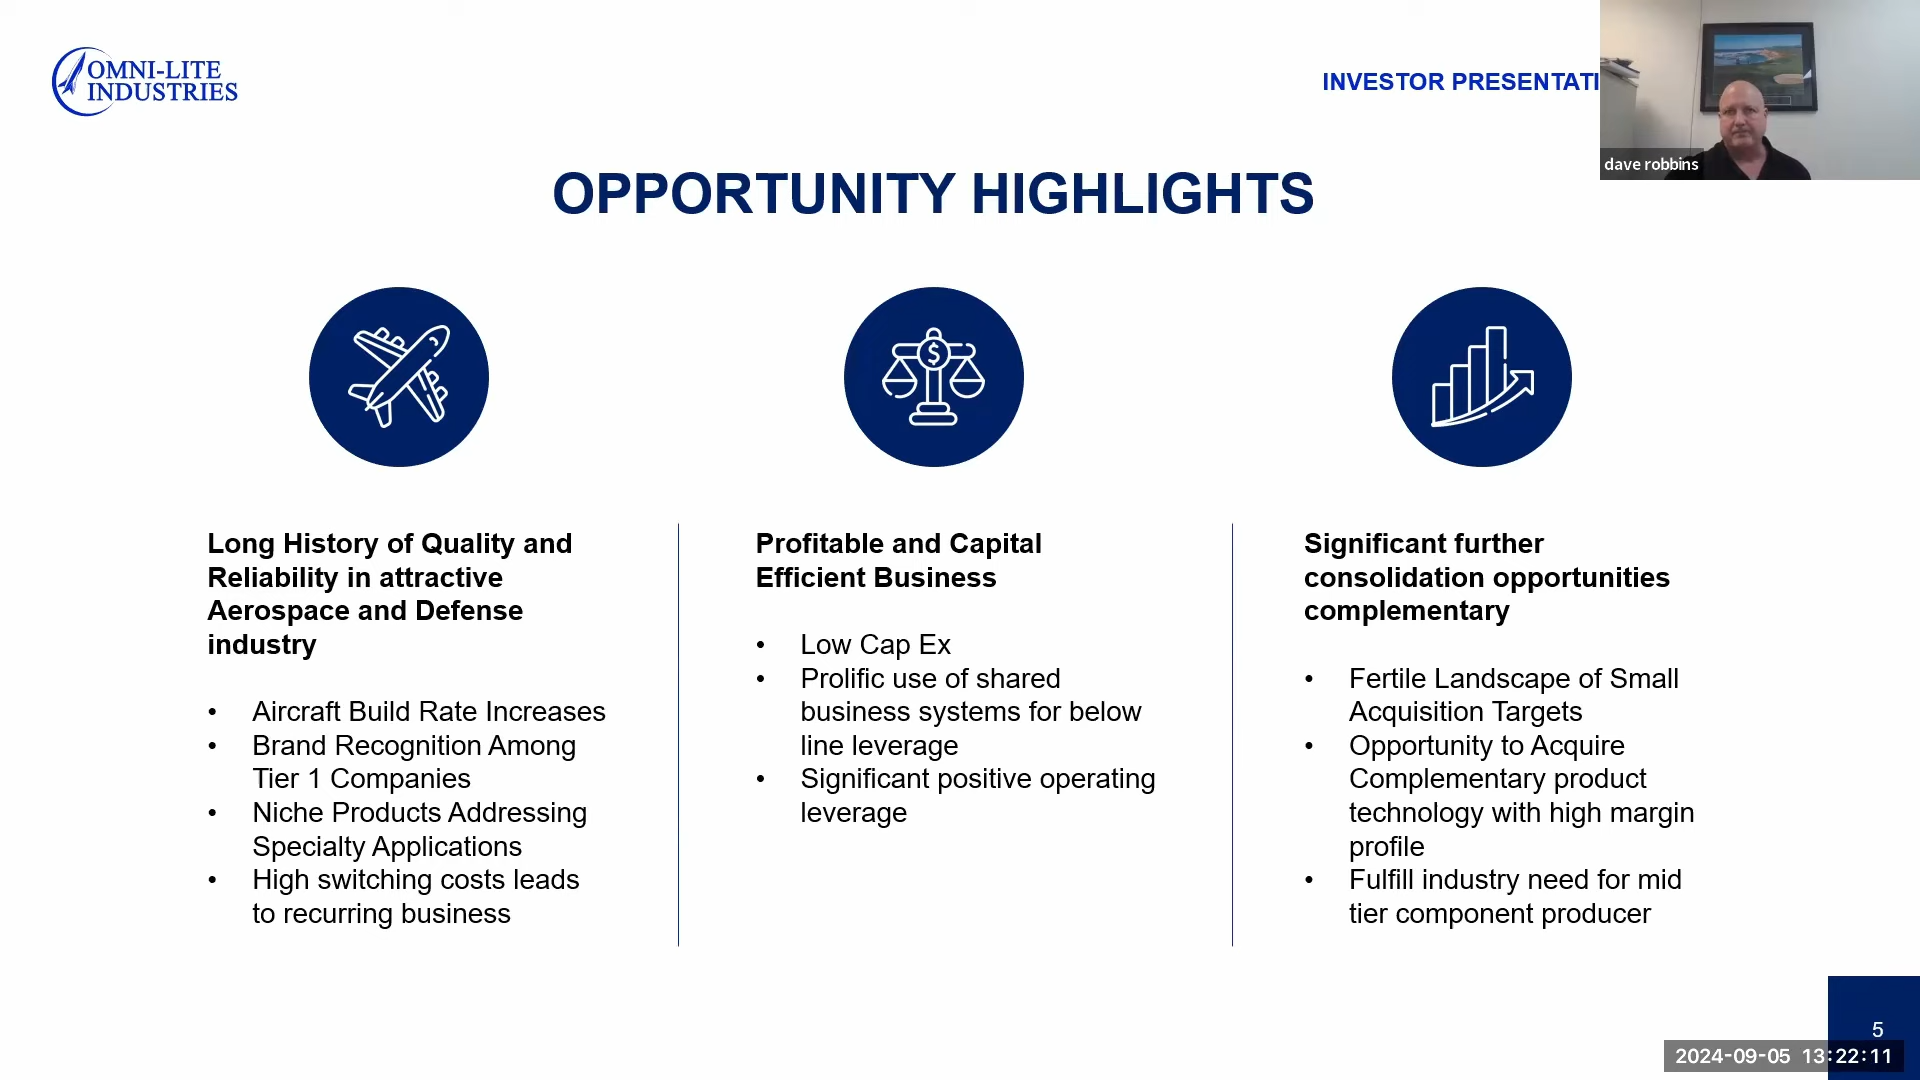 OMNI-LITE
INDUSTRIES
INVESTOR PRESENTATI
dave robbins
OPPORTUNITY HIGHLIGHTS
$
Long History of Quality and
Reliability in attractive
Aerospace and Defense
industry
• Aircraft Build Rate Increases
• Brand Recognition Among
Tier 1 Companies
• Niche Products Addressing
Specialty Applications
• High switching costs leads
to recurring business
Profitable and Capital
Efficient Business
• Low Cap Ex
• Prolific use of shared
business systems for below
line leverage
• Significant positive operating
leverage
Significant further
consolidation opportunities
complementary
• Fertile Landscape of Small
Acquisition Targets
• Opportunity to Acquire
Complementary product
technology with high margin
profile
• Fulfill industry need for mid
tier component producer
5
2024-09-05 13:22:11